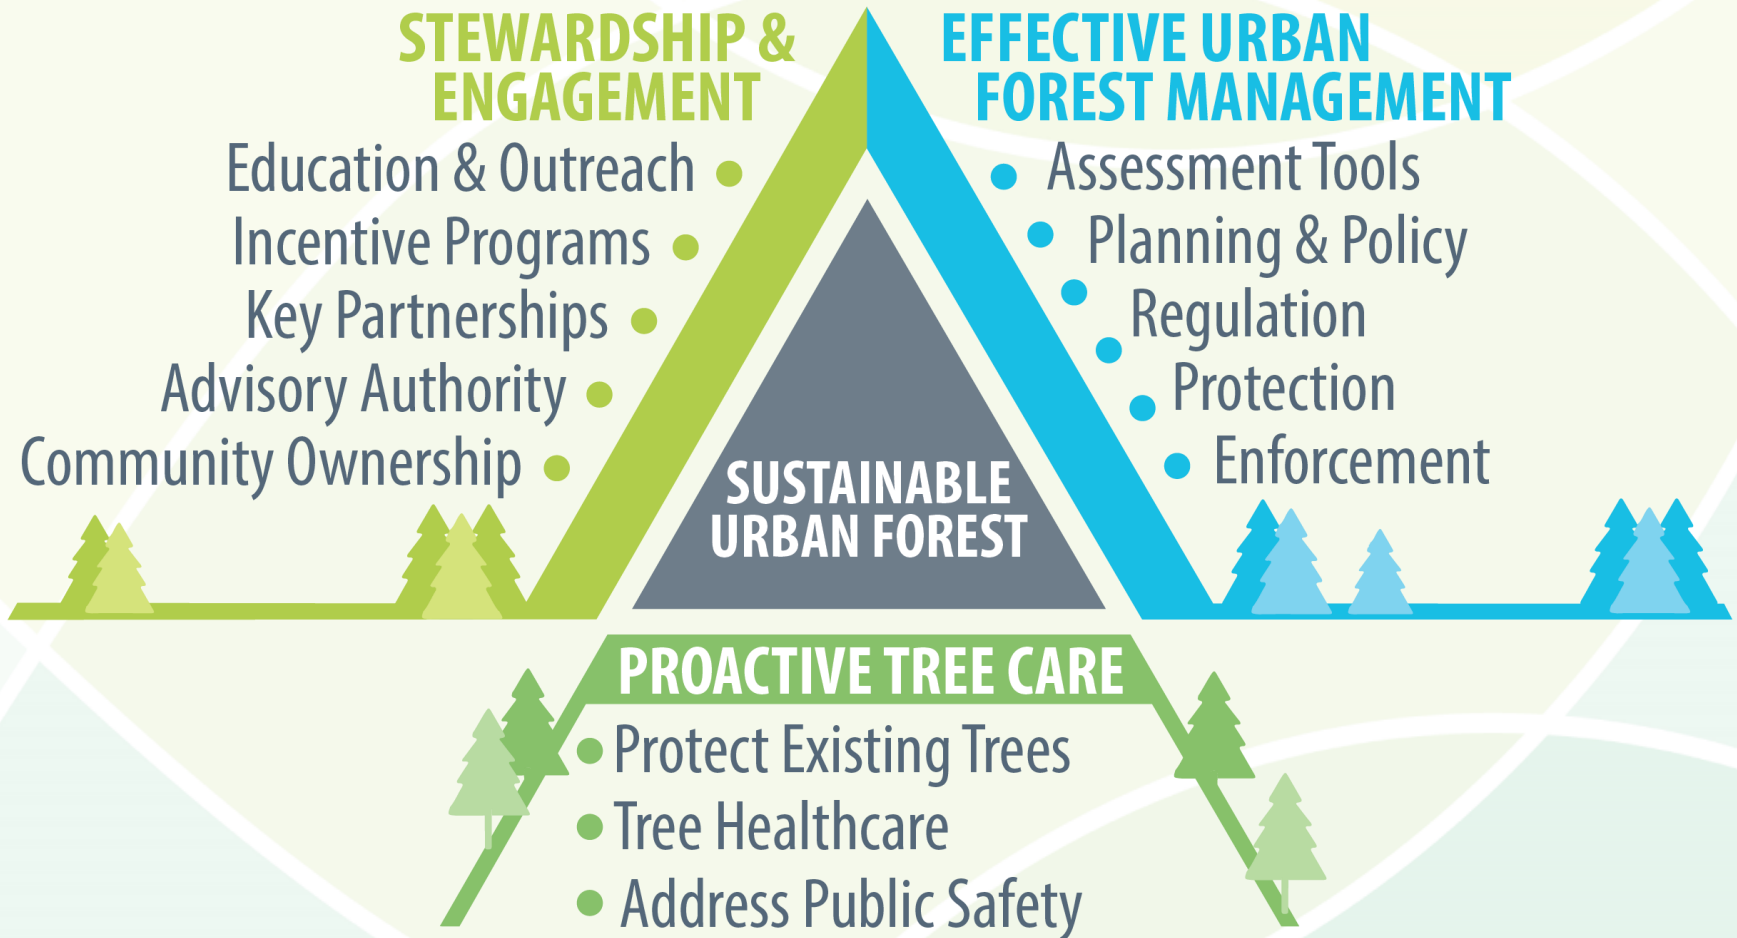 STEWARDSHIP &
ENGAGEMENT
Education & Outreach
Incentive Programs
Key Partnerships
Advisory Authority
Community Ownership
EFFECTIVE URBAN
FOREST MANAGEMENT
Assessment Tools
Planning & Policy
Regulation
Protection
Enforcement
SUSTAINABLE
URBAN FOREST
PROACTIVE TREE CARE
Protect Existing Trees
Tree Healthcare
Address Public Safety